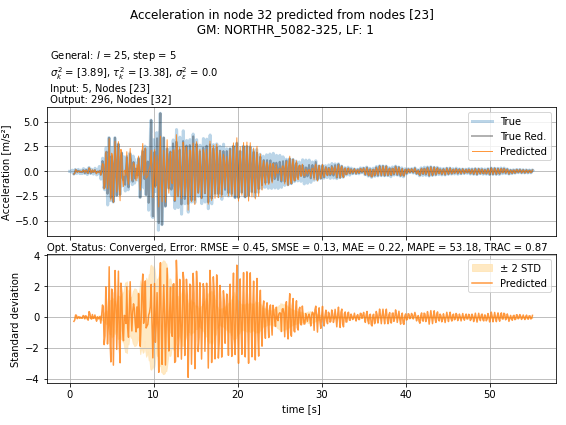 Acceleration in node 32 predicted from nodes [23]
GM: NORTHR_5082-325, LF: 1
General: l = 25, step = 5
σ²ₖ = [3.89], τ²ₖ = [3.38], σ²ε = 0.0
Input: 5, Nodes [23]
Output: 296, Nodes [32]
Acceleration [m/s²]
5.0
2.5
0.0
−2.5
−5.0
True
True Red.
Predicted
Opt. Status: Converged, Error: RMSE = 0.45, SMSE = 0.13, MAE = 0.22, MAPE = 53.18, TRAC = 0.87
Standard deviation
4
2
0
−2
−4
± 2 STD
Predicted
0 10 20 30 40 50
time [s]